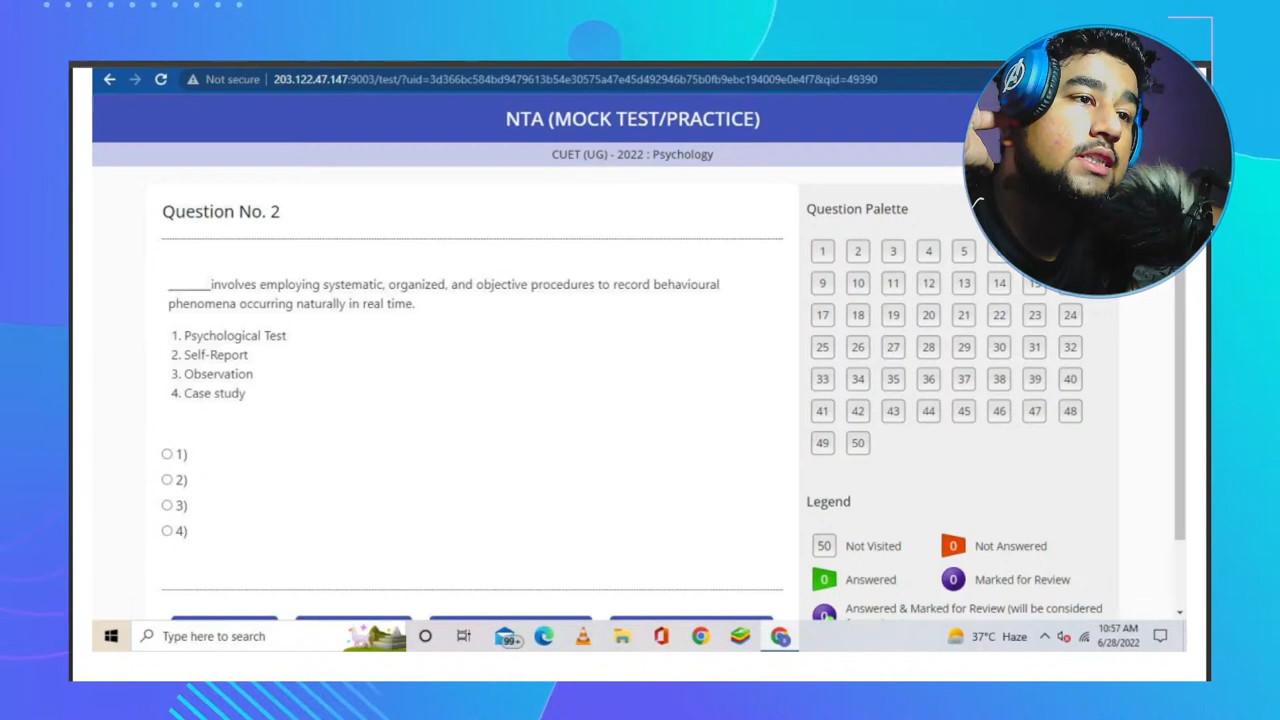 Not secure | 203.122.47.147:9003/test/?uid=3d366bc584bd9479613b54e30575a47e45d492946b75b0fb9ebc194009e0e4f7&qid=49390
NTA (MOCK TEST/PRACTICE)
CUET (UG) - 2022 : Psychology
Question No. 2
_______involves employing systematic, organized, and objective procedures to record behavioural
phenomena occurring naturally in real time.
1. Psychological Test
2. Self-Report
3. Observation
4. Case study
1)
2)
3)
4)
Question Palette
1 2 3 4 5
9 10 11 12 13 14
17 18 19 20 21 22 23 24
25 26 27 28 29 30 31 32
33 34 35 36 37 38 39 40
41 42 43 44 45 46 47 48
49 50
Legend
50 Not Visited 0 Not Answered
0 Answered 0 Marked for Review
Answered & Marked for Review (will be considered
Type here to search
99+
37°C Haze
10:57 AM
6/28/2022